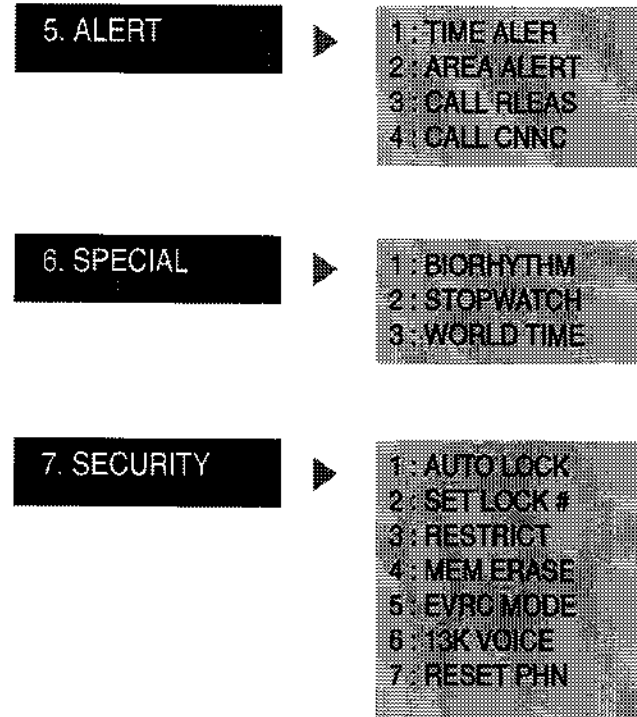 5. ALERT
1 : TIME ALER
2 : AREA ALERT
3 : CALL RLEAS
4 : CALL CNNC
6. SPECIAL
1 : BIORHYTHM
2 : STOPWATCH
3 : WORLD TIME
7. SECURITY
1 : AUTO LOCK
2 : SET LOCK #
3 : RESTRICT
4 : MEM ERASE
5 : EVRC MODE
6 : 13K VOICE
7 : RESET PHN